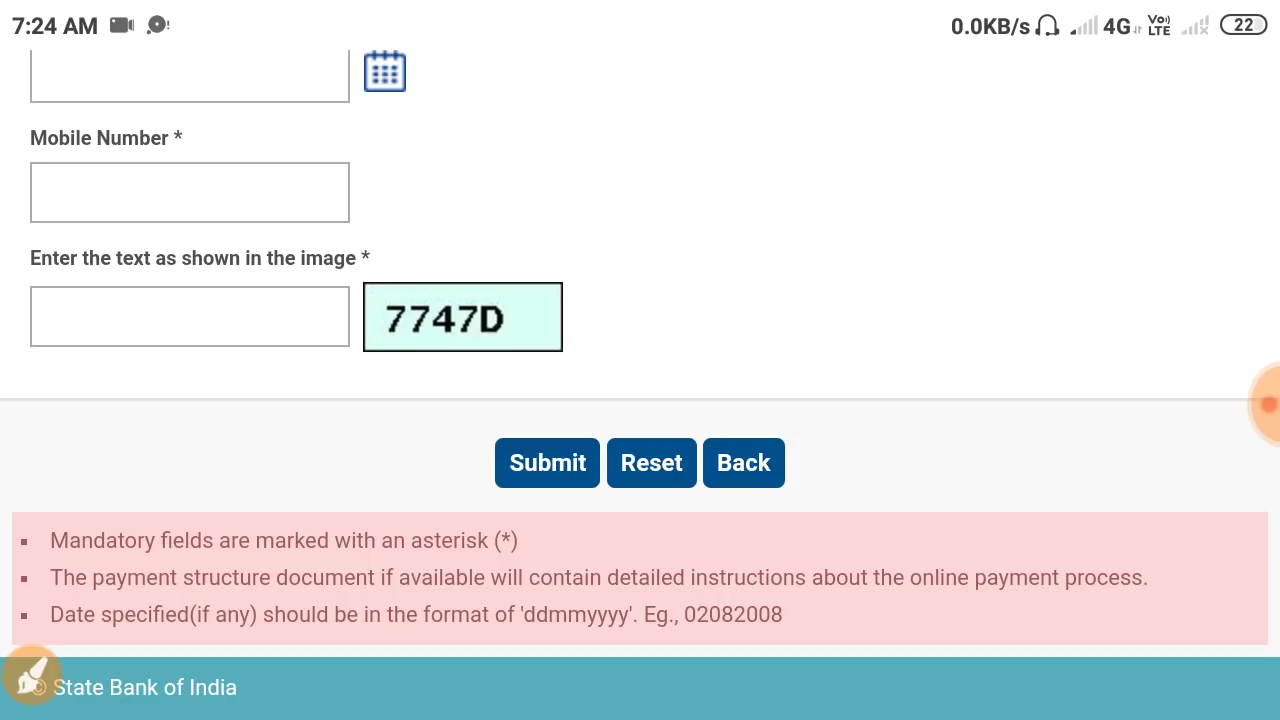 7:24 AM 0.0KB/s 4G Vo) LTE 22
Mobile Number *
Enter the text as shown in the image *
7747D
Submit Reset Back
▪ Mandatory fields are marked with an asterisk (*)
▪ The payment structure document if available will contain detailed instructions about the online payment process.
▪ Date specified(if any) should be in the format of 'ddmmyyyy'. Eg., 02082008
© State Bank of India